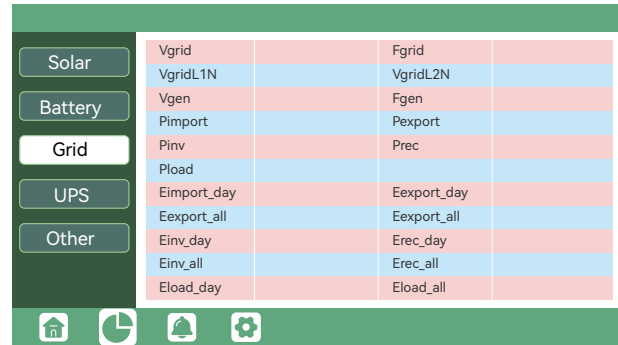 Solar
Battery
Grid
UPS
Other
Vgrid Fgrid
VgridL1N VgridL2N
Vgen Fgen
Pimport Pexport
Pinv Prec
Pload
Eimport_day Eexport_day
Eexport_all Eexport_all
Einv_day Erec_day
Einv_all Erec_all
Eload_day Eload_all